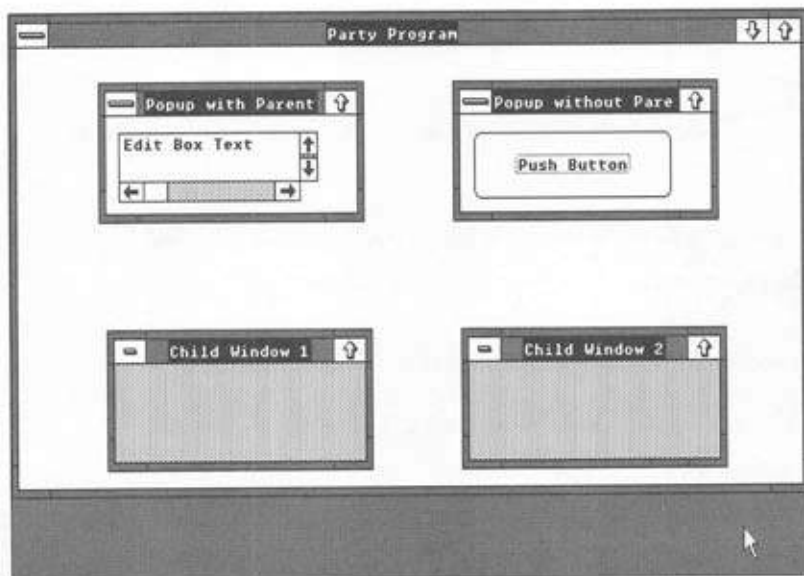 Party Program
Popup with Parent
Popup without Pare
Edit Box Text
Push Button
Child Window 1
Child Window 2